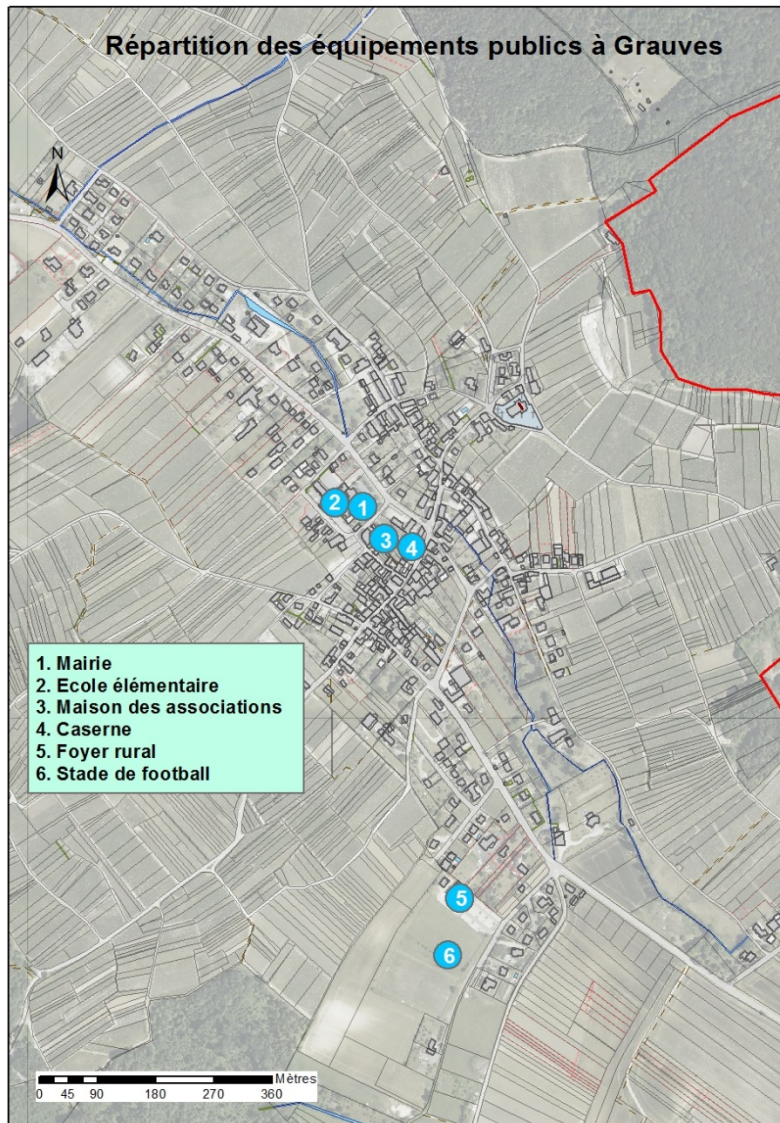 Répartition des équipements publics à Grauves
N
2
1
3
4
1. Mairie
2. Ecole élémentaire
3. Maison des associations
4. Caserne
5. Foyer rural
6. Stade de football
5
6
Mètres
0 45 90 180 270 360